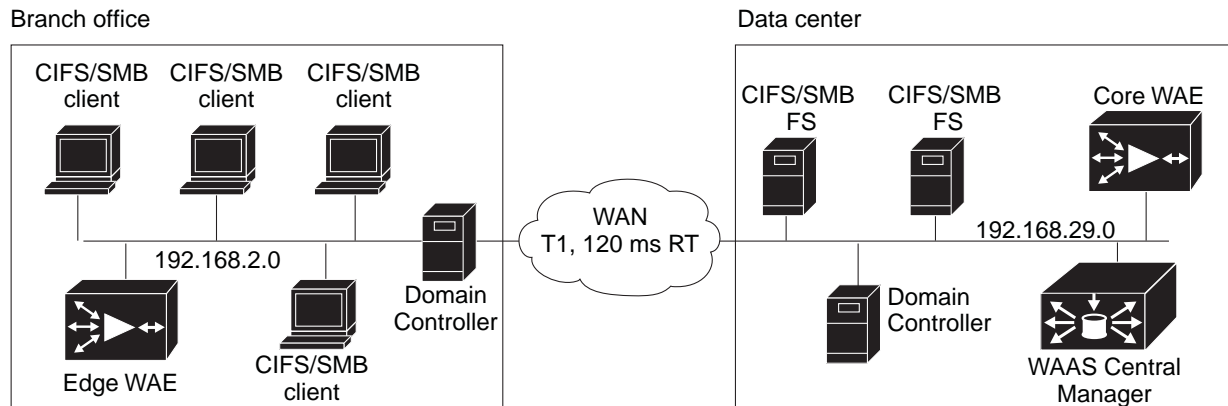 Branch office
CIFS/SMB
client
CIFS/SMB
client
CIFS/SMB
client
192.168.2.0
Edge WAE
CIFS/SMB
client
Domain
Controller
WAN
T1, 120 ms RT
Data center
CIFS/SMB
FS
CIFS/SMB
FS
Core WAE
192.168.29.0
Domain
Controller
WAAS Central
Manager